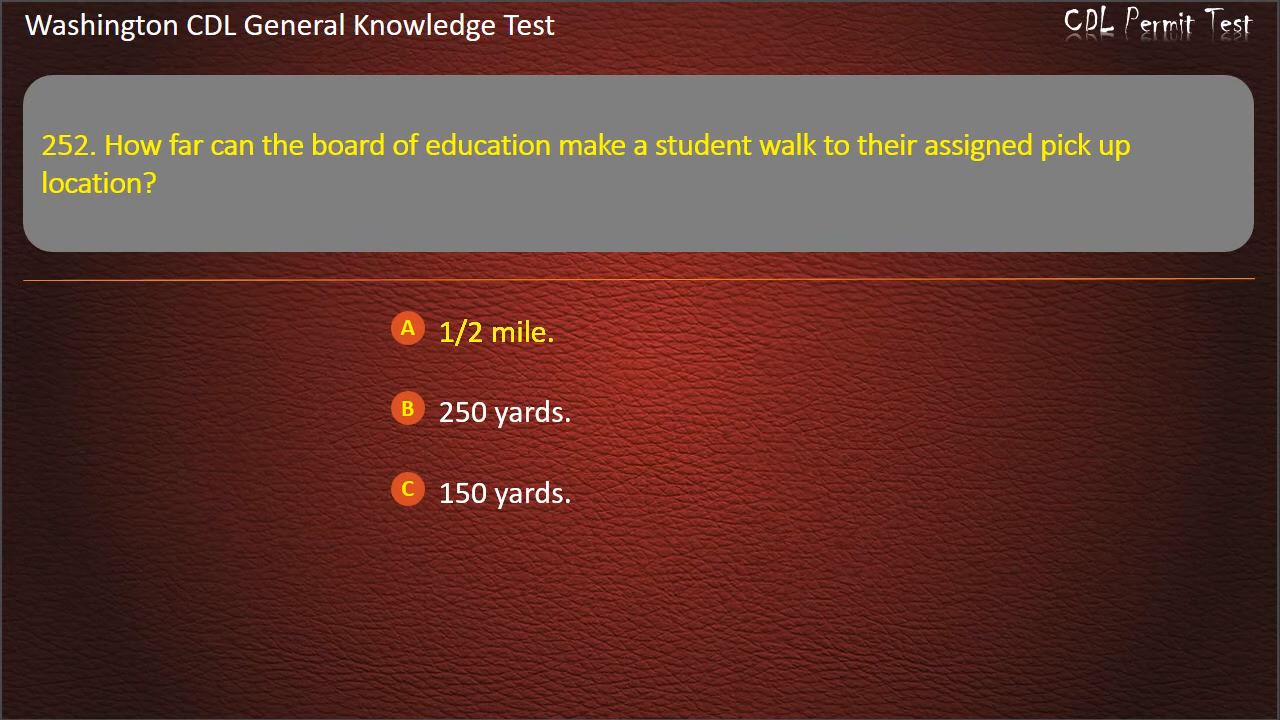 Washington CDL General Knowledge Test
CDL Permit Test
252. How far can the board of education make a student walk to their assigned pick up
location?
A 1/2 mile.
B 250 yards.
C 150 yards.